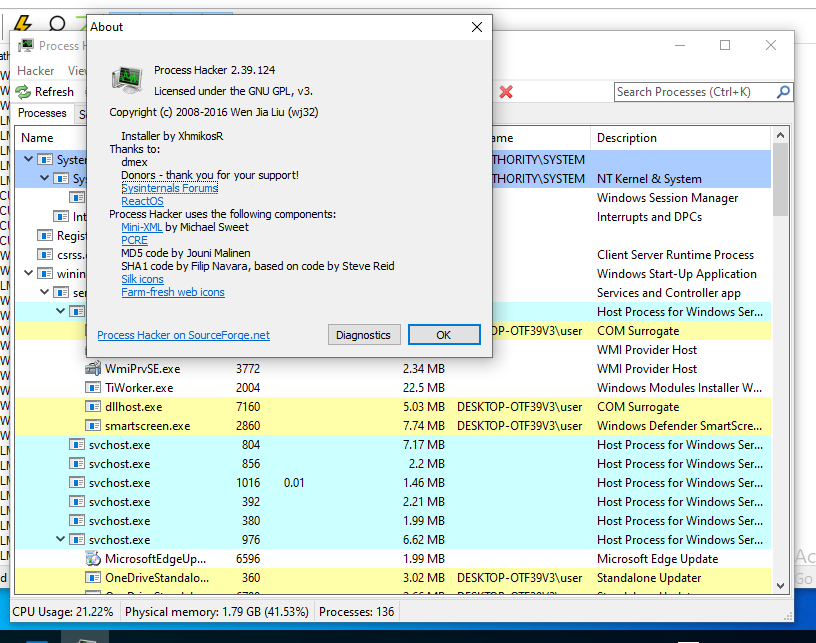 About
Process Hacker 2.39.124
Licensed under the GNU GPL, v3.
Copyright (c) 2008-2016 Wen Jia Liu (wj32)
Installer by XhmikosR
Thanks to:
dmex
Donors - thank you for your support!
Sysinternals Forums
ReactOS
Process Hacker uses the following components:
Mini-XML by Michael Sweet
PCRE
MD5 code by Jouni Malinen
SHA1 code by Filip Navara, based on code by Steve Reid
Silk icons
Farm-fresh web icons
Process Hacker on SourceForge.net
Diagnostics
OK
Process H
Hacker
Refresh
Search Processes (Ctrl+K)
Processes
Name
Description
THORITY\SYSTEM
THORITY\SYSTEM NT Kernel & System
Windows Session Manager
Interrupts and DPCs
csrss.
Client Server Runtime Process
Windows Start-Up Application
Services and Controller app
Host Process for Windows Ser...
OP-OTF39V3\user COM Surrogate
WMI Provider Host
WmiPrvSE.exe 3772 2.34 MB WMI Provider Host
TiWorker.exe 2004 22.5 MB Windows Modules Installer W...
dllhost.exe 7160 5.03 MB DESKTOP-OTF39V3\user COM Surrogate
smartscreen.exe 2860 7.74 MB DESKTOP-OTF39V3\user Windows Defender SmartScre...
svchost.exe 804 7.17 MB Host Process for Windows Ser...
svchost.exe 856 2.2 MB Host Process for Windows Ser...
svchost.exe 1016 0.01 1.46 MB Host Process for Windows Ser...
svchost.exe 392 2.21 MB Host Process for Windows Ser...
svchost.exe 380 1.99 MB Host Process for Windows Ser...
svchost.exe 976 6.62 MB Host Process for Windows Ser...
MicrosoftEdgeUp... 6596 1.99 MB Microsoft Edge Update
OneDriveStandalo... 360 3.02 MB DESKTOP-OTF39V3\user Standalone Updater
CPU Usage: 21.22% Physical memory: 1.79 GB (41.53%) Processes: 136